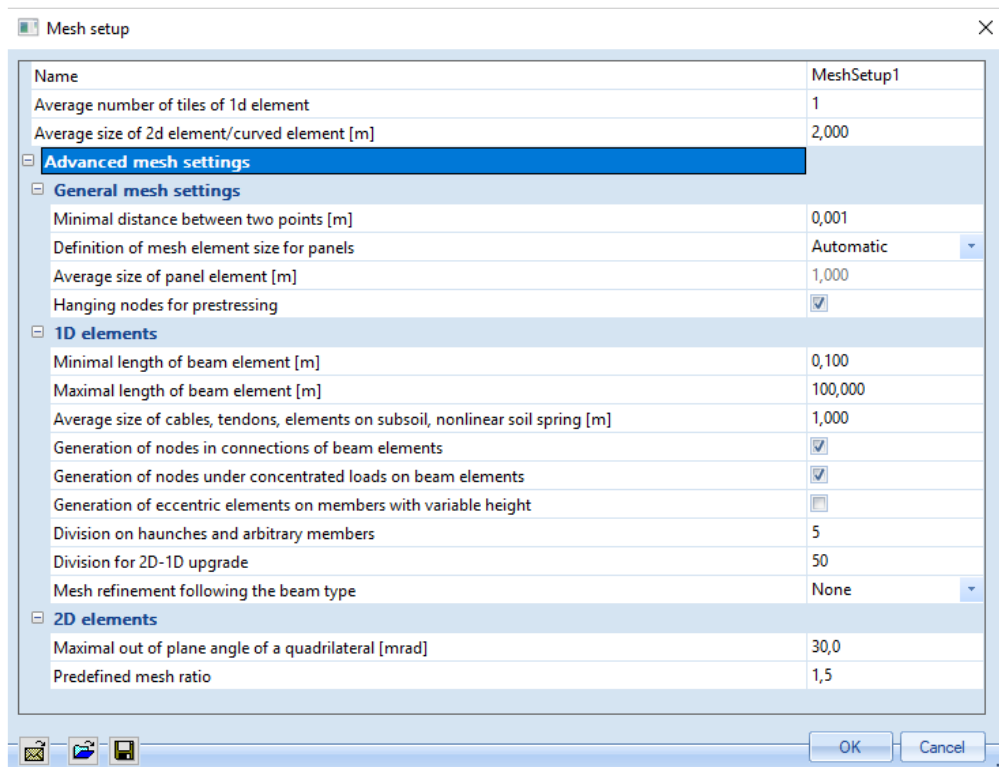 Mesh setup
Name MeshSetup1
Average number of tiles of 1d element 1
Average size of 2d element/curved element [m] 2,000
Advanced mesh settings
General mesh settings
Minimal distance between two points [m] 0,001
Definition of mesh element size for panels Automatic
Average size of panel element [m] 1,000
Hanging nodes for prestressing
1D elements
Minimal length of beam element [m] 0,100
Maximal length of beam element [m] 100,000
Average size of cables, tendons, elements on subsoil, nonlinear soil spring [m] 1,000
Generation of nodes in connections of beam elements
Generation of nodes under concentrated loads on beam elements
Generation of eccentric elements on members with variable height
Division on haunches and arbitrary members 5
Division for 2D-1D upgrade 50
Mesh refinement following the beam type None
2D elements
Maximal out of plane angle of a quadrilateral [mrad] 30,0
Predefined mesh ratio 1,5
OK Cancel